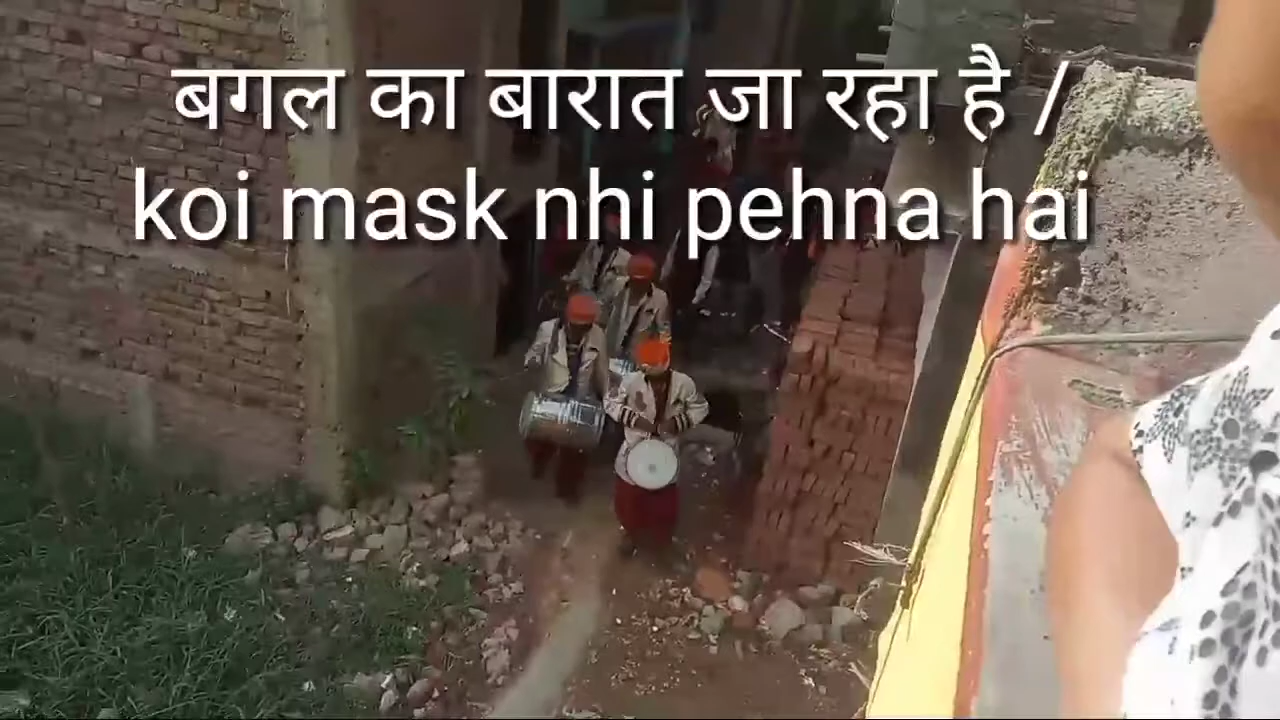 बगल का बारात जा रहा है /
koi mask nhi pehna hai